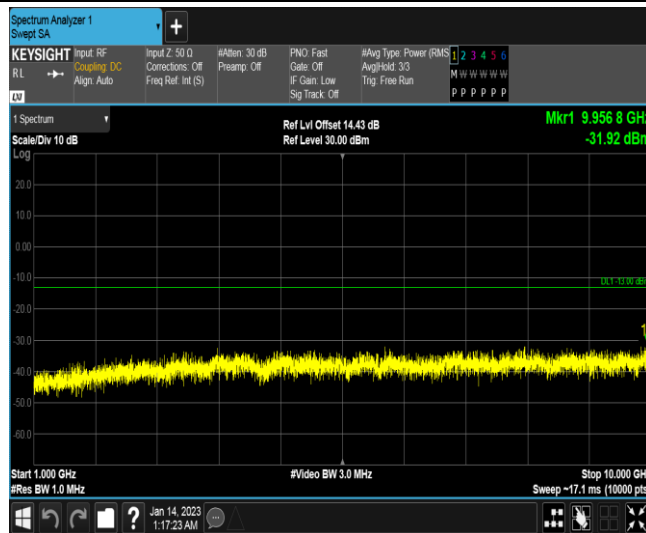 Spectrum Analyzer 1
Swept SA
+
KEYSIGHT Input: RF Input Z: 50 Ω #Atten: 30 dB PNO: Fast #Avg Type: Power (RMS 1 2 3 4 5 6
RL Coupling: DC Corrections: Off Preamp: Off Gate: Off Avg|Hold: 3/3 M W W W W W
Align: Auto Freq Ref: Int (S) IF Gain: Low Trig: Free Run
Sig Track: Off P P P P P P
LXI
1 Spectrum Ref Lvl Offset 14.43 dB Mkr1 9.956 8 GHz
Scale/Div 10 dB Ref Level 30.00 dBm -31.92 dBm
Log
20.0
10.0
0.00
-10.0
DL1 -13.00 dBm
-20.0
-30.0
1
-40.0
-50.0
-60.0
Start 1.000 GHz #Video BW 3.0 MHz Stop 10.000 GHz
#Res BW 1.0 MHz Sweep ~17.1 ms (10000 pts)
? Jan 14, 2023
1:17:23 AM